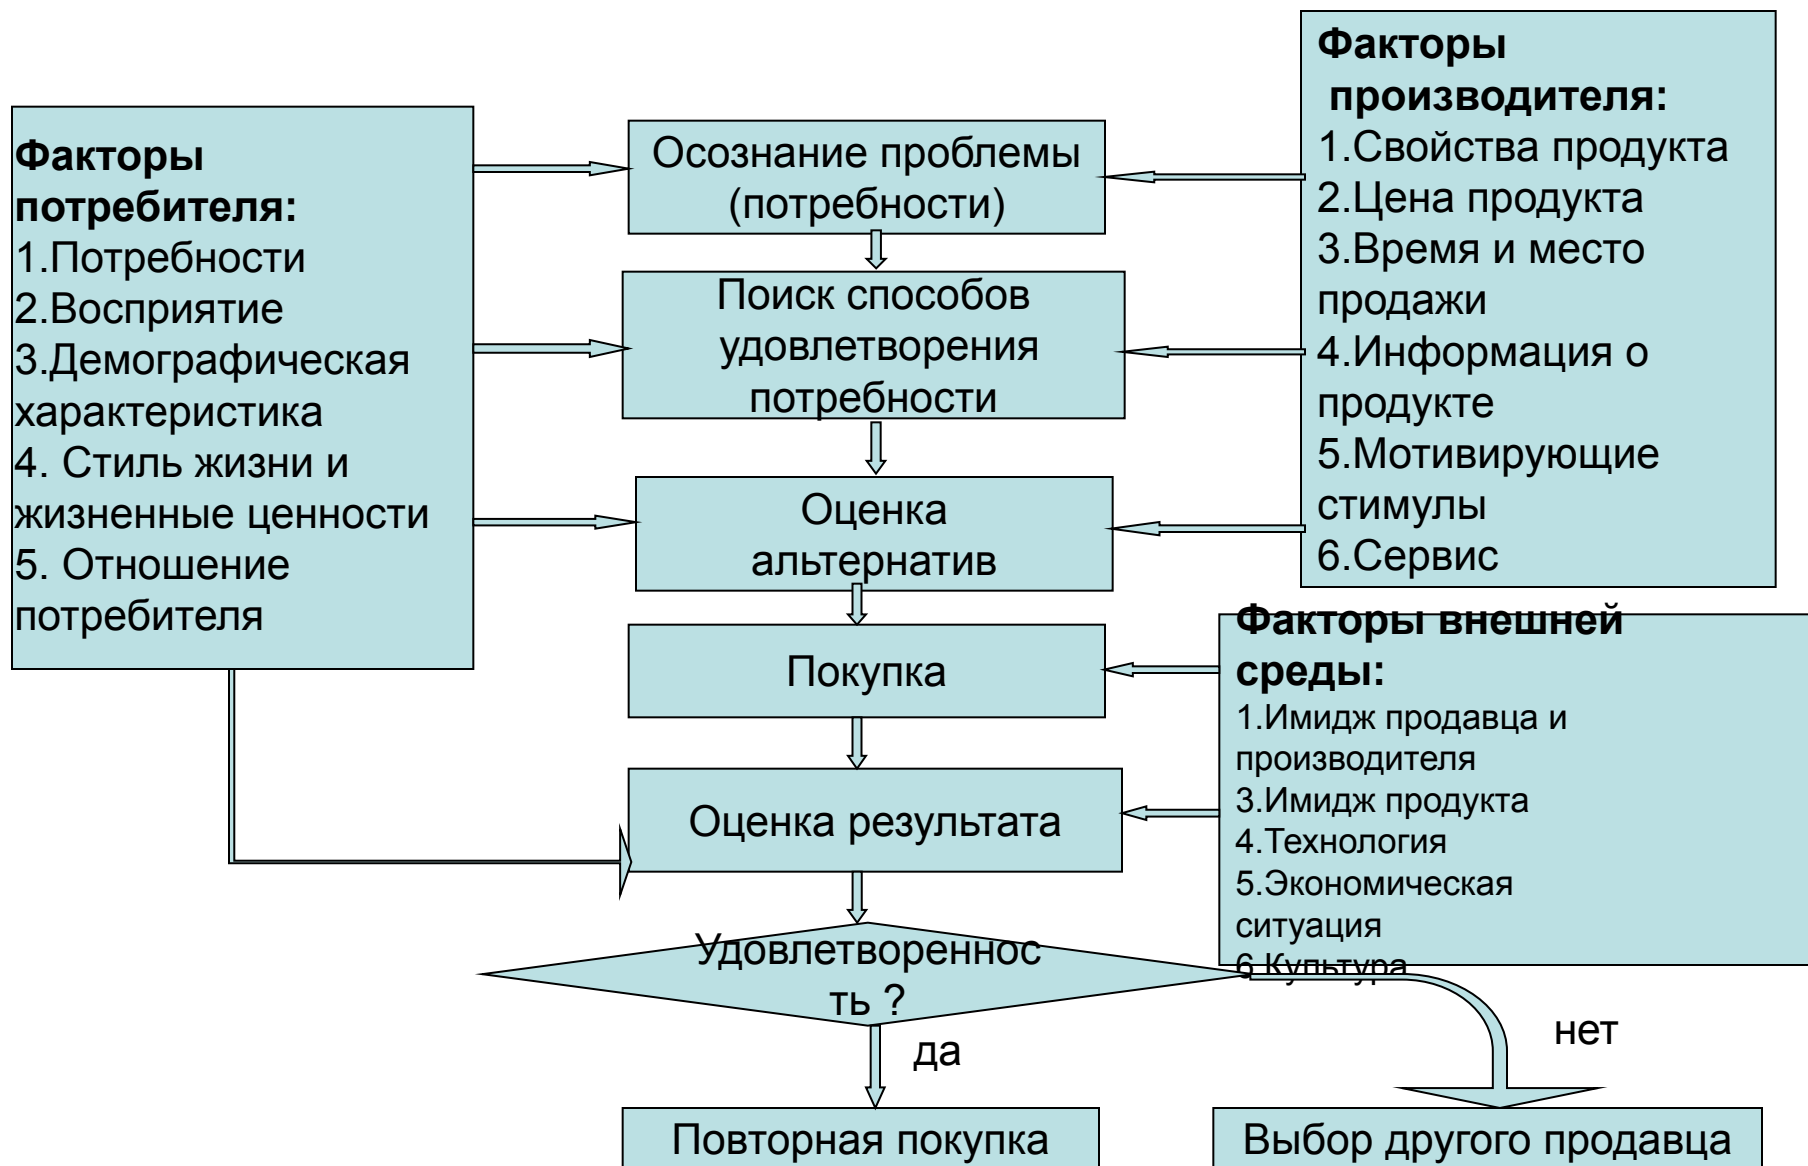 Факторы
потребителя:
1.Потребности
2.Восприятие
3.Демографическая
характеристика
4. Стиль жизни и
жизненные ценности
5. Отношение
потребителя
Осознание проблемы
(потребности)
Поиск способов
удовлетворения
потребности
Оценка
альтернатив
Покупка
Оценка результата
Удовлетвореннос
ть ?
да
нет
Повторная покупка
Выбор другого продавца
Факторы
производителя:
1.Свойства продукта
2.Цена продукта
3.Время и место
продажи
4.Информация о
продукте
5.Мотивирующие
стимулы
6.Сервис
Факторы внешней
среды:
1.Имидж продавца и
производителя
3.Имидж продукта
4.Технология
5.Экономическая
ситуация
6.Культура